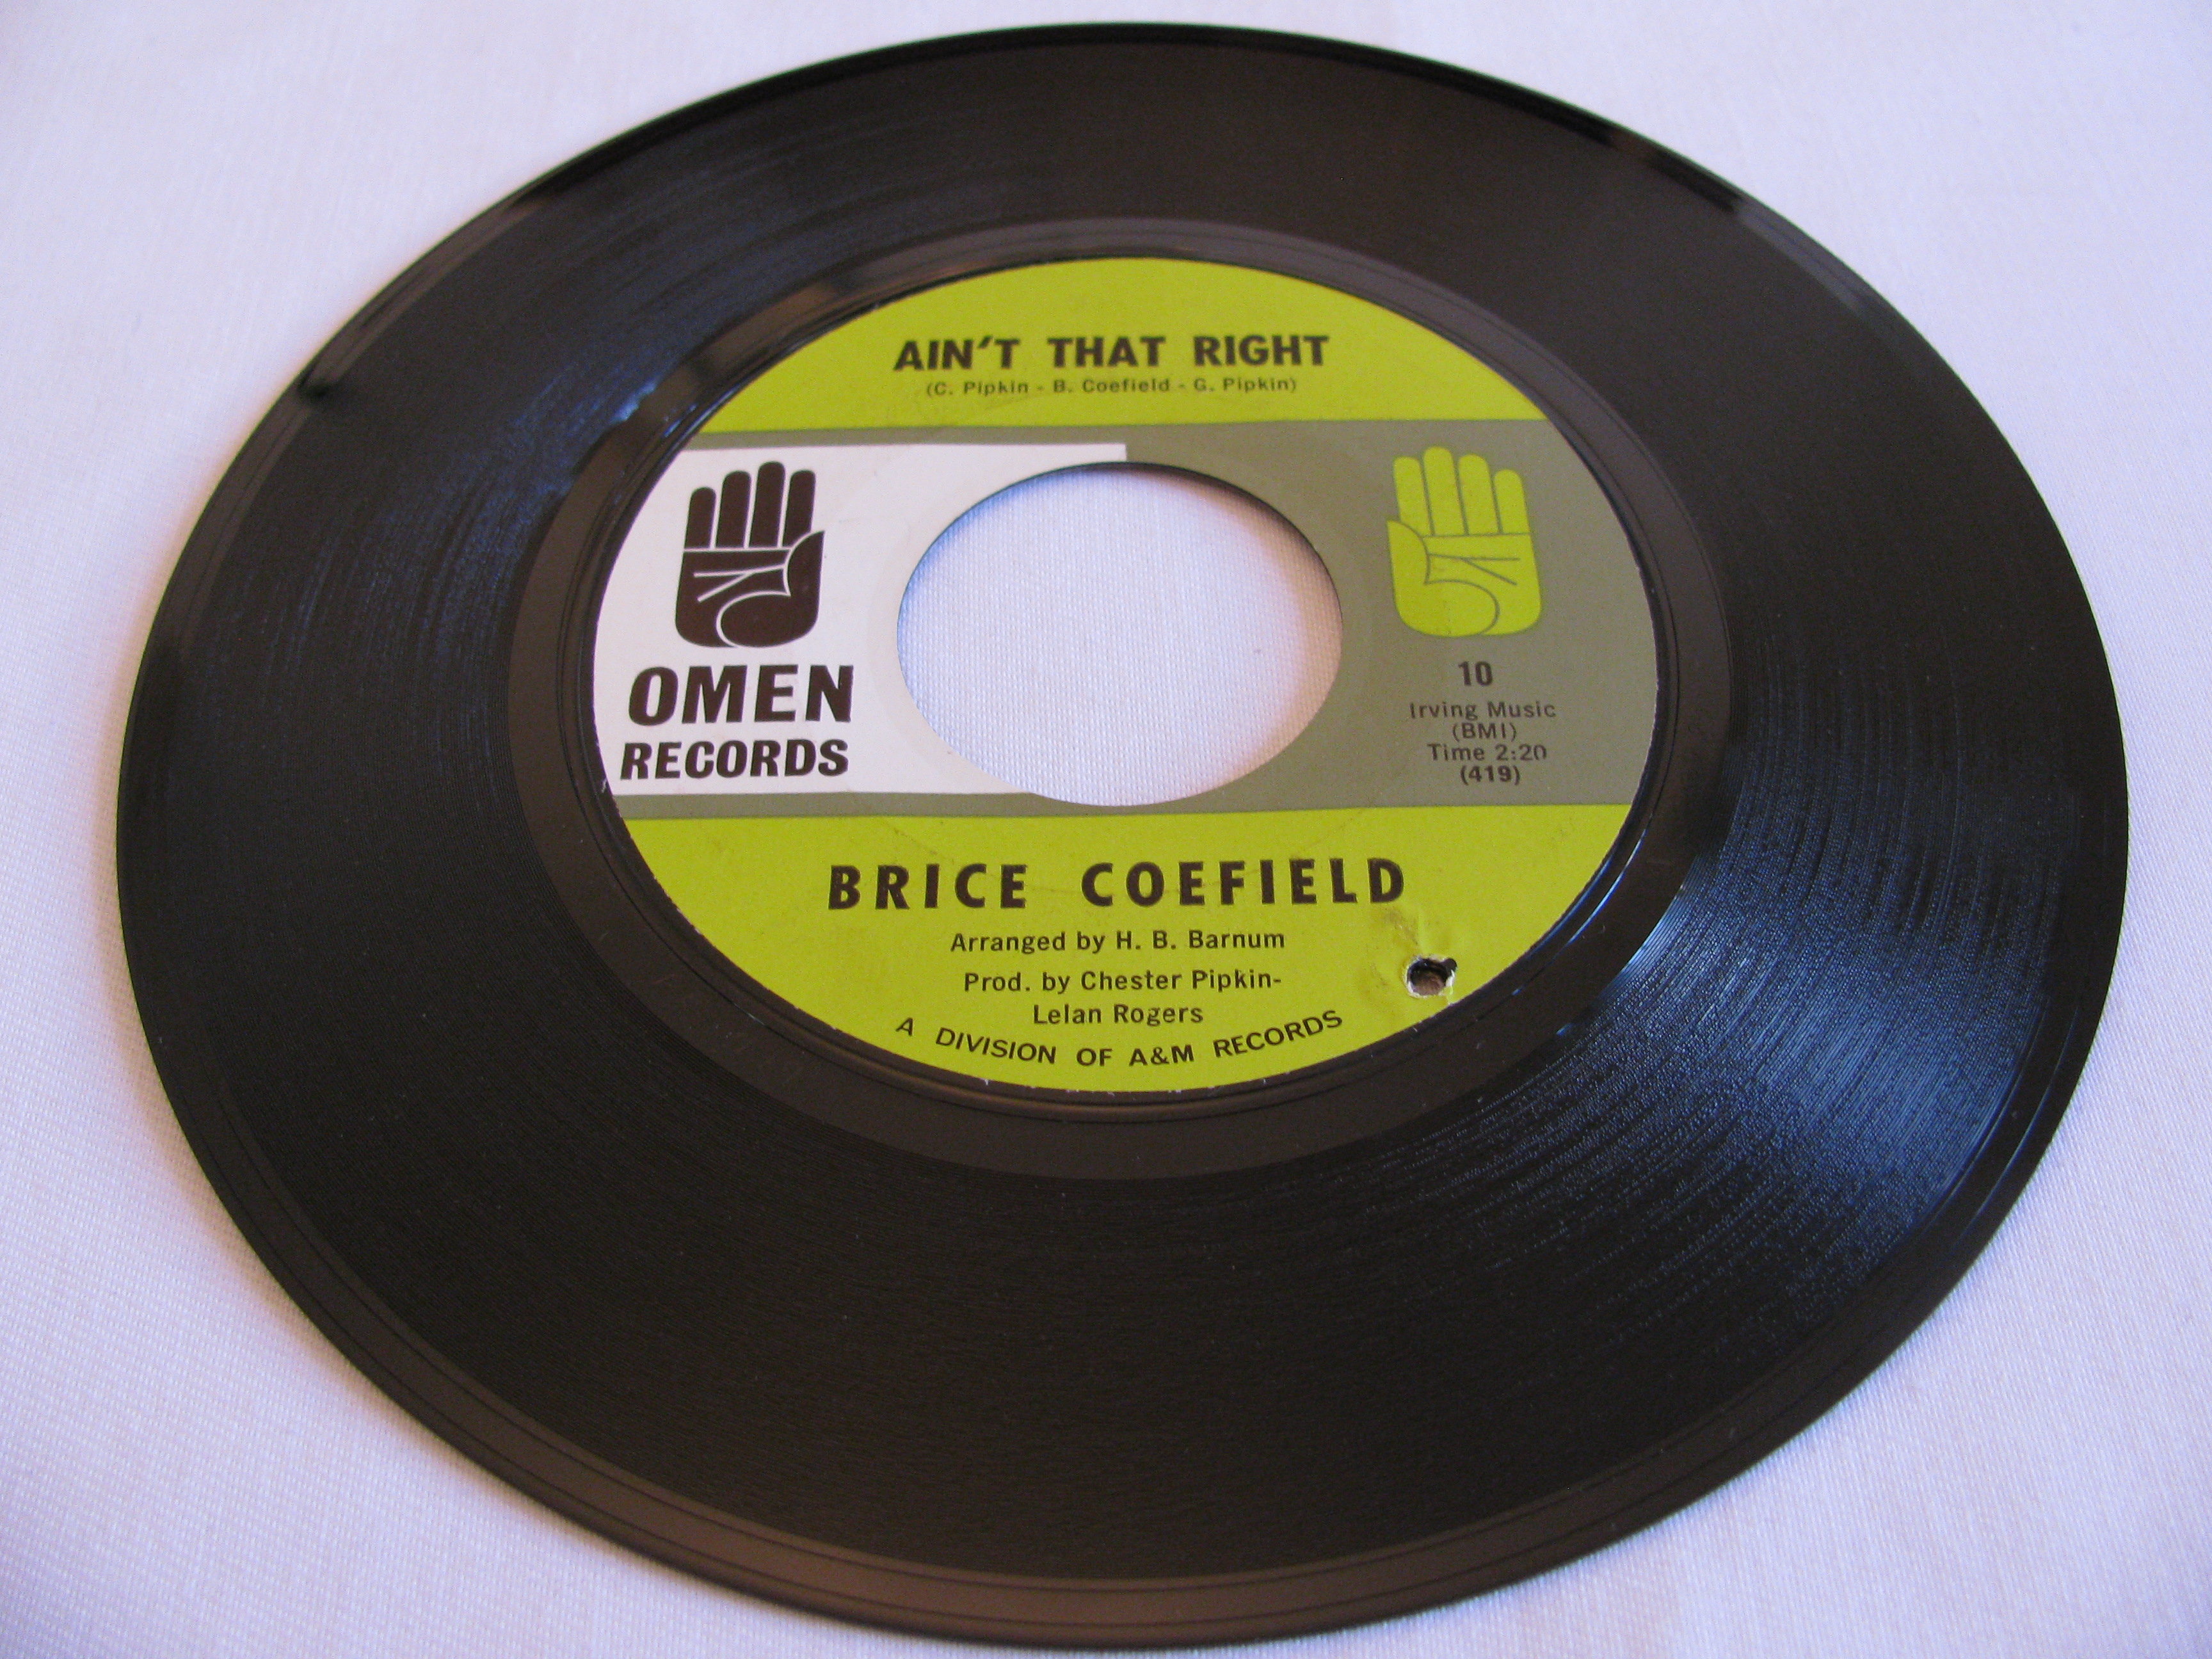 AIN'T THAT RIGHT
(C. Pipkin - B. Coefield - G. Pipkin)
OMEN
RECORDS
10
Irving Music
(BMI)
Time 2:20
(419)
BRICE COEFIELD
Arranged by H. B. Barnum
Prod. by Chester Pipkin-
Lelan Rogers
A DIVISION OF A&M RECORDS